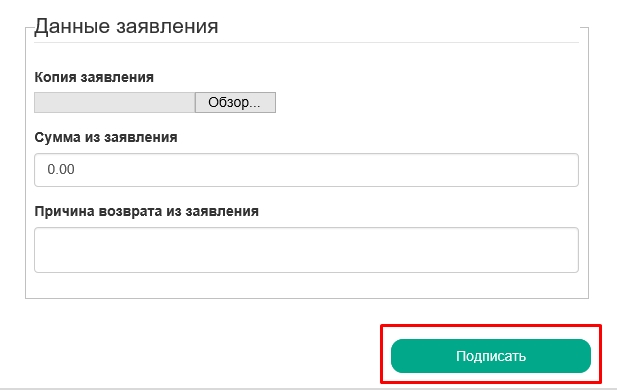 Данные заявления
Копия заявления
Обзор...
Сумма из заявления
0.00
Причина возврата из заявления
Подписать